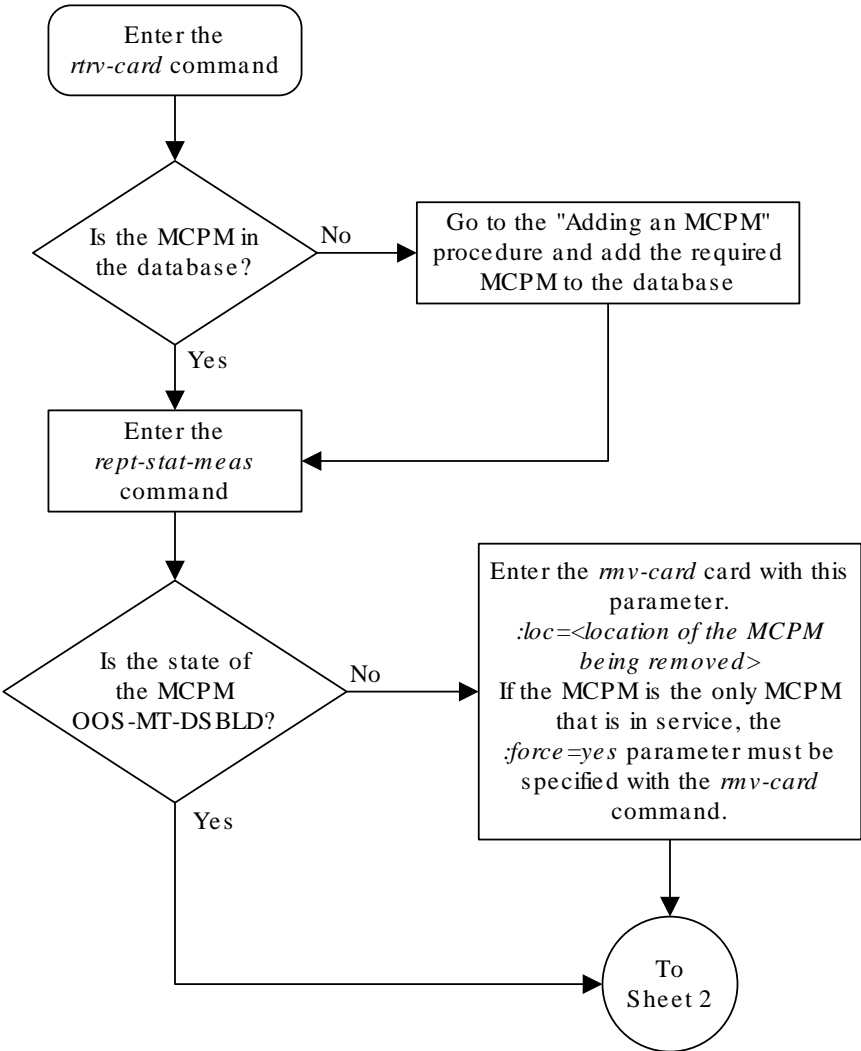 Enter the
rtrv-card command
Is the MCPM in
the database?
No
Go to the "Adding an MCPM"
procedure and add the required
MCPM to the database
Yes
Enter the
rept-stat-meas
command
Is the state of
the MCPM
OOS-MT-DSBLD?
No
Enter the rmv-card card with this
parameter.
:loc=<location of the MCPM
being removed>
If the MCPM is the only MCPM
that is in service, the
:force=yes parameter must be
specified with the rmv-card
command.
Yes
To
Sheet 2